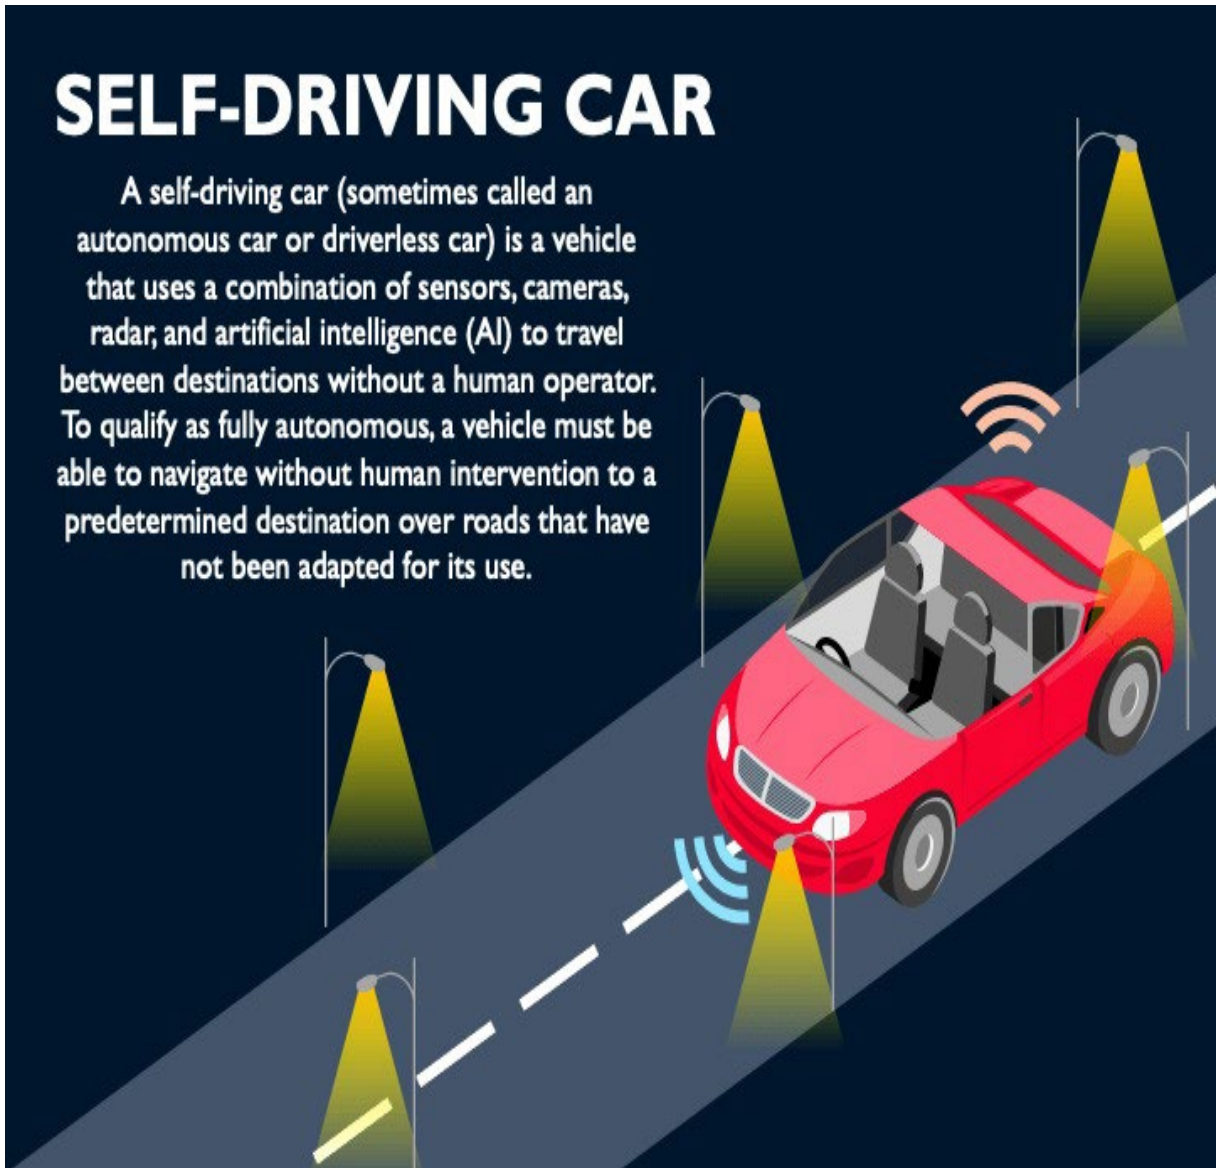 SELF-DRIVING CAR
A self-driving car (sometimes called an
autonomous car or driverless car) is a vehicle
that uses a combination of sensors, cameras,
radar, and artificial intelligence (AI) to travel
between destinations without a human operator.
To qualify as fully autonomous, a vehicle must be
able to navigate without human intervention to a
predetermined destination over roads that have
not been adapted for its use.